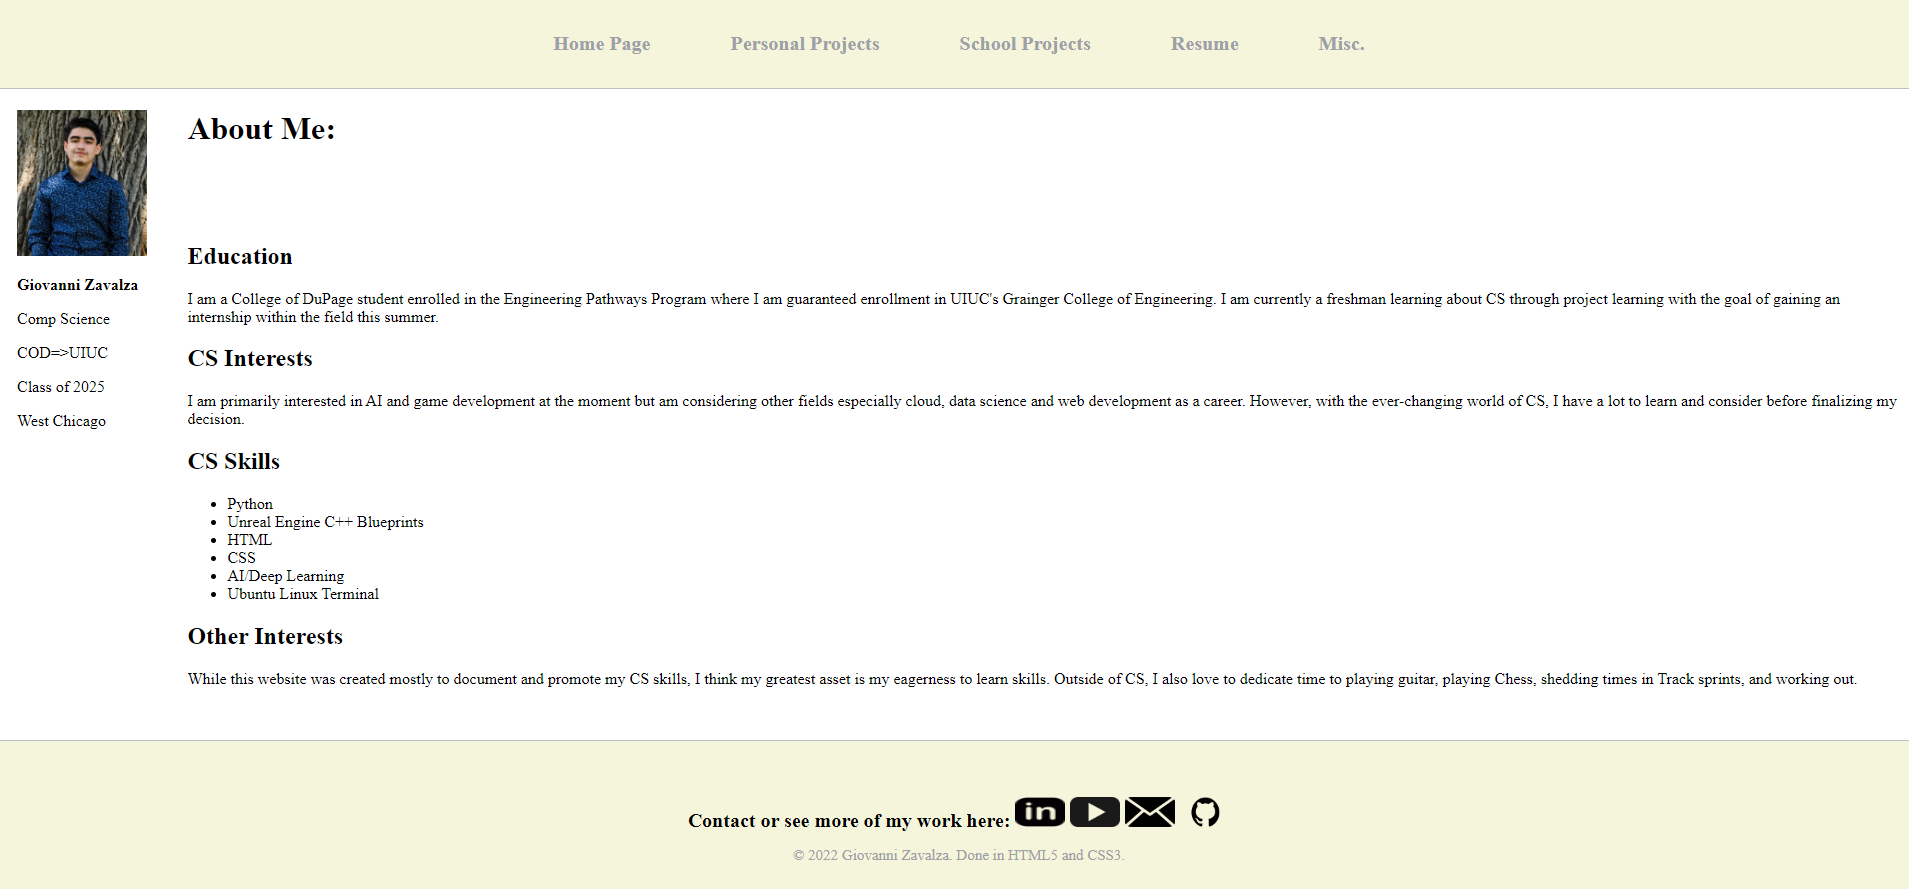 Home Page Personal Projects School Projects Resume Misc.
About Me:
Giovanni Zavalza
Comp Science
COD=>UIUC
Class of 2025
West Chicago
Education
I am a College of DuPage student enrolled in the Engineering Pathways Program where I am guaranteed enrollment in UIUC's Grainger College of Engineering. I am currently a freshman learning about CS through project learning with the goal of gaining an
internship within the field this summer.
CS Interests
I am primarily interested in AI and game development at the moment but am considering other fields especially cloud, data science and web development as a career. However, with the ever-changing world of CS, I have a lot to learn and consider before finalizing my
decision.
CS Skills
• Python
• Unreal Engine C++ Blueprints
• HTML
• CSS
• AI/Deep Learning
• Ubuntu Linux Terminal
Other Interests
While this website was created mostly to document and promote my CS skills, I think my greatest asset is my eagerness to learn skills. Outside of CS, I also love to dedicate time to playing guitar, playing Chess, shedding times in Track sprints, and working out.
Contact or see more of my work here: in
© 2022 Giovanni Zavalza. Done in HTML5 and CSS3.